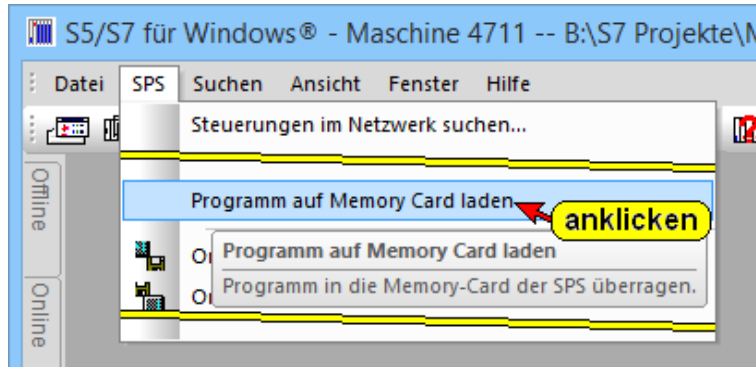 S5/S7 für Windows® - Maschine 4711 -- B:\S7 Projekte\M
Datei SPS Suchen Ansicht Fenster Hilfe
Steuerungen im Netzwerk suchen...
Offline
Programm auf Memory Card laden
anklicken
Programm auf Memory Card laden
Programm in die Memory-Card der SPS überragen.
Online